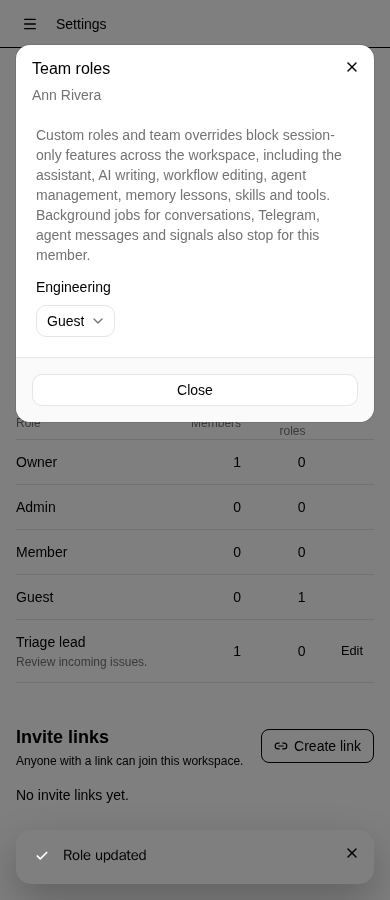 Settings
Team roles
Ann Rivera
Custom roles and team overrides block session-
only features across the workspace, including the
assistant, AI writing, workflow editing, agent
management, memory lessons, skills and tools.
Background jobs for conversations, Telegram,
agent messages and signals also stop for this
member.
Engineering
Guest
Close
Role Members
roles
Owner 1 0
Admin 0 0
Member 0 0
Guest 0 1
Triage lead
Review incoming issues.
1 0 Edit
Invite links
Anyone with a link can join this workspace.
Create link
No invite links yet.
Role updated